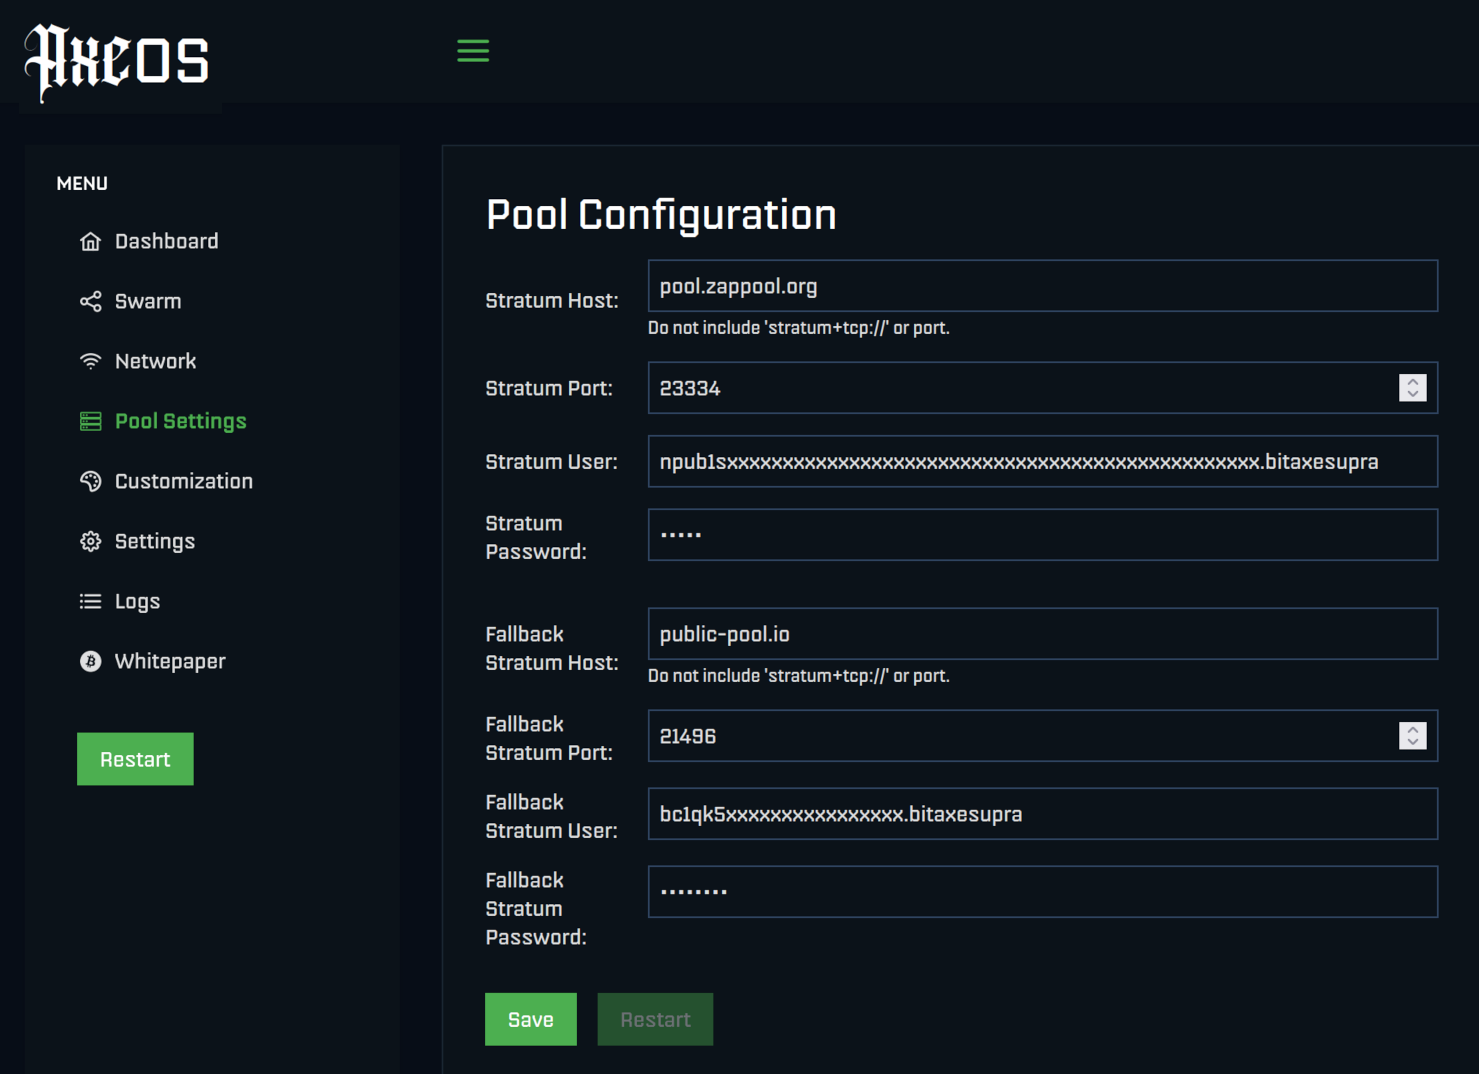 AxeOS
MENU
Dashboard
Swarm
Network
Pool Settings
Customization
Settings
Logs
Whitepaper
Restart
Pool Configuration
Stratum Host:
pool.zappool.org
Do not include 'stratum+tcp://' or port.
Stratum Port:
23334
Stratum User:
npub1sxxxxxxxxxxxxxxxxxxxxxxxxxxxxxxxxxxxxxxxxxxxxxxxx.bitaxesupra
Stratum
Password:
•••••
Fallback
Stratum Host:
public-pool.io
Do not include 'stratum+tcp://' or port.
Fallback
Stratum Port:
21496
Fallback
Stratum User:
bc1qk5xxxxxxxxxxxxxxxx.bitaxesupra
Fallback
Stratum
Password:
••••••••
Save
Restart